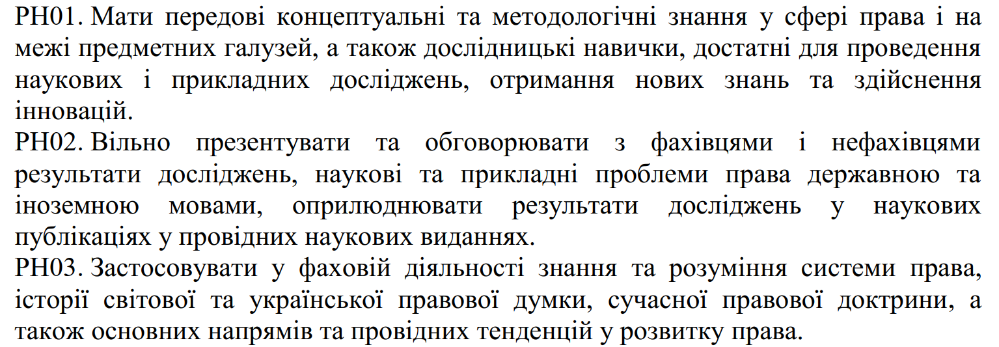 РН01. Мати передові концептуальні та методологічні знання у сфері права і на
межі предметних галузей, а також дослідницькі навички, достатні для проведення
наукових і прикладних досліджень, отримання нових знань та здійснення
інновацій.
РН02. Вільно презентувати та обговорювати з фахівцями і нефахівцями
результати досліджень, наукові та прикладні проблеми права державною та
іноземною мовами, оприлюднювати результати досліджень у наукових
публікаціях у провідних наукових виданнях.
РН03. Застосовувати у фаховій діяльності знання та розуміння системи права,
історії світової та української правової думки, сучасної правової доктрини, а
також основних напрямів та провідних тенденцій у розвитку права.